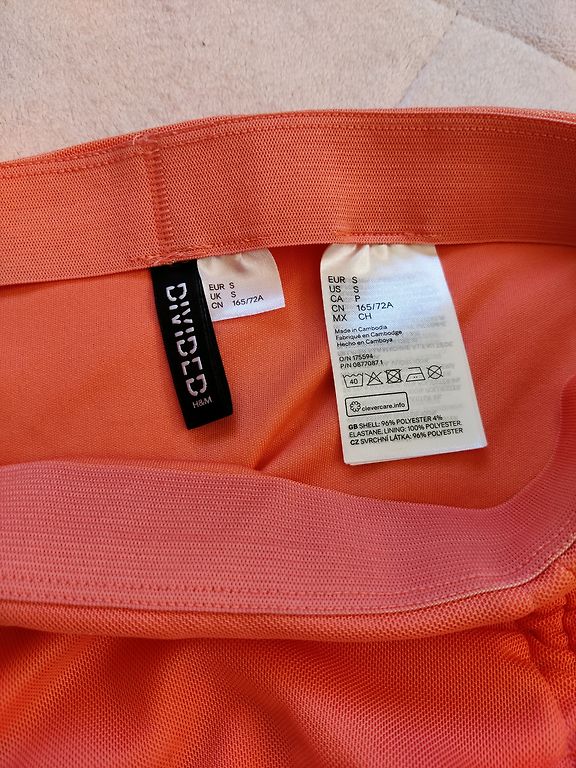 DIVIDED
H&M
EUR S
UK S
CN 165/72A
EUR S
US S
CA P
CN 165/72A
MX CH
Made in Cambodia
Fabriqué en Cambodge
Hecho en Camboya
O/N 175594
P/N 0877087.1
40
clevercare.info
GB SHELL: 96% POLYESTER 4%
ELASTANE; LINING: 100% POLYESTER.
CZ SVRCHNÍ LÁTKA: 96% POLYESTER